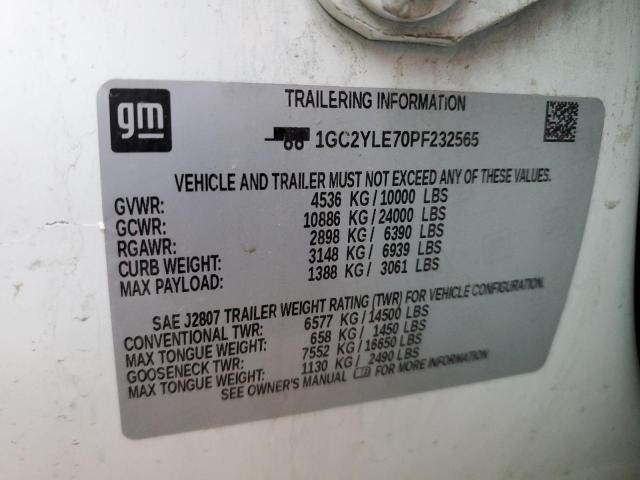 gm
TRAILERING INFORMATION
1GC2YLE70PF232565
VEHICLE AND TRAILER MUST NOT EXCEED ANY OF THESE VALUES.
GVWR: 4536 KG/10000 LBS
GCWR: 10886 KG/24000 LBS
RGAWR: 2898 KG/ 6390 LBS
CURB WEIGHT: 3148 KG/ 6939 LBS
MAX PAYLOAD: 1388 KG/ 3061 LBS
SAE J2807 TRAILER WEIGHT RATING (TWR) FOR VEHICLE CONFIGURATION.
CONVENTIONAL TWR: 6577 KG/14500 LBS
MAX TONGUE WEIGHT: 658 KG/ 1450 LBS
GOOSENECK TWR: 7552 KG/16650 LBS
MAX TONGUE WEIGHT: 1130 KG/ 2490 LBS
SEE OWNER'S MANUAL FOR MORE INFORMATION